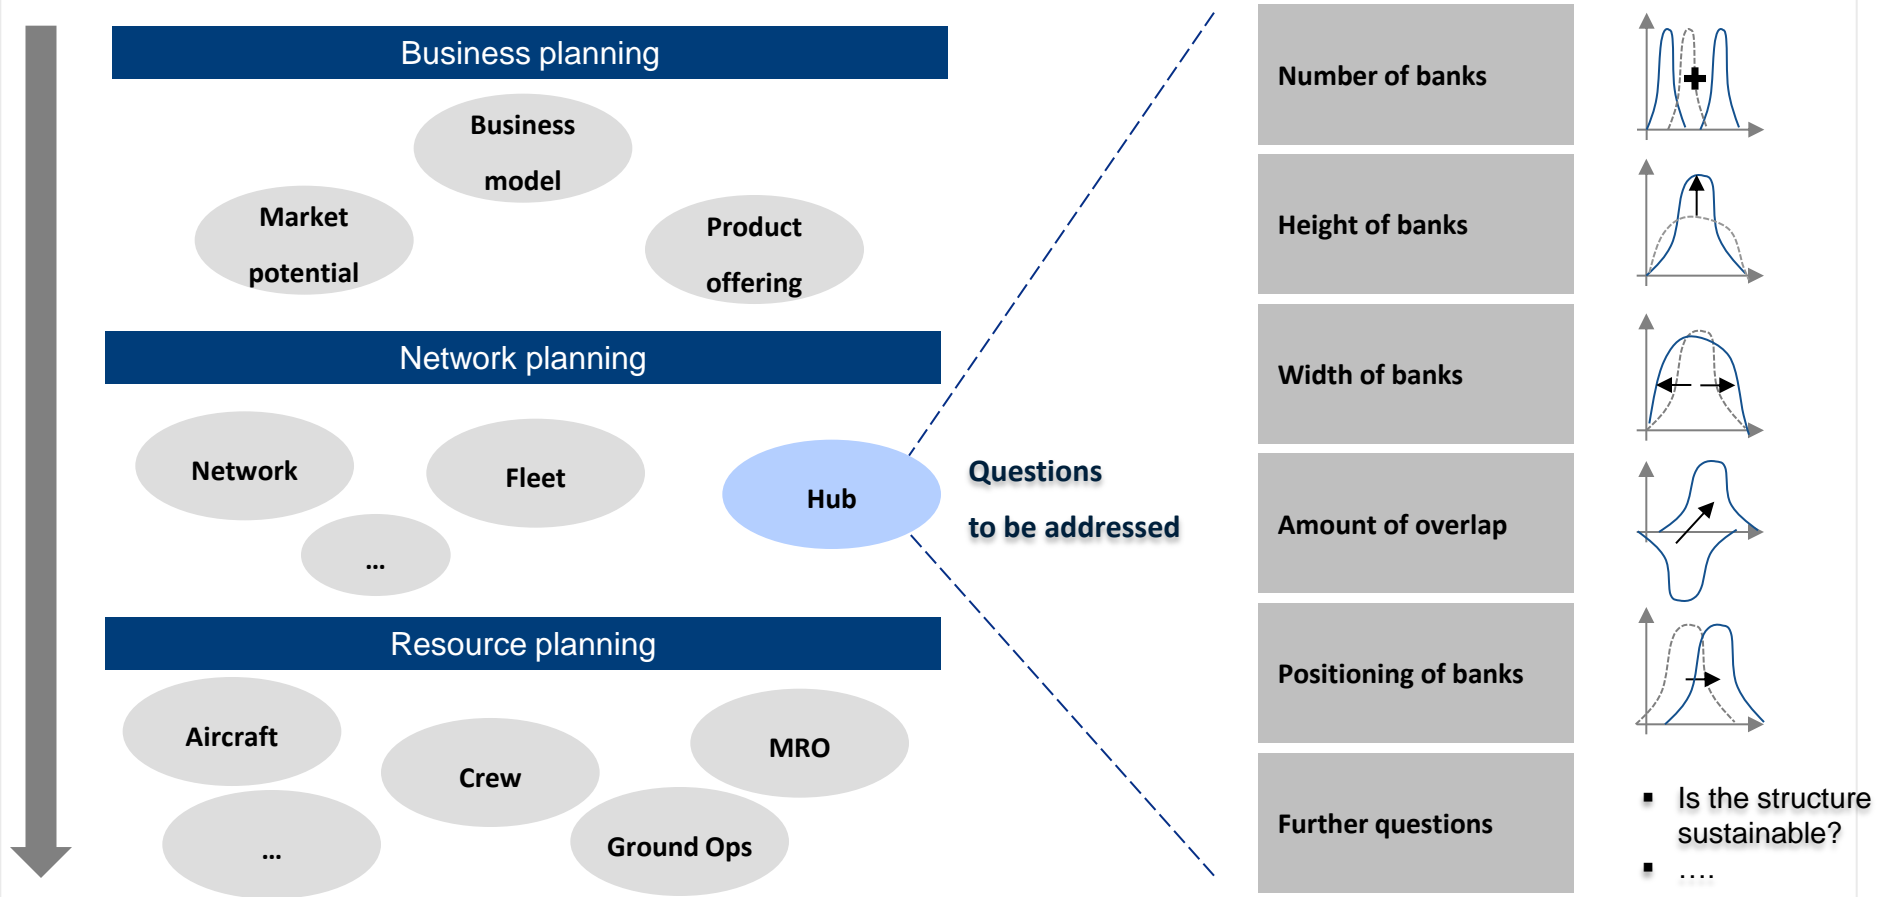 Business planning
Business
model
Market
potential
Product
offering
Network planning
Network
Fleet
...
Hub
Resource planning
Aircraft
Crew
MRO
...
Ground Ops
Questions
to be addressed
Number of banks
Height of banks
Width of banks
Amount of overlap
Positioning of banks
Further questions
▪ Is the structure
sustainable?
▪ ....